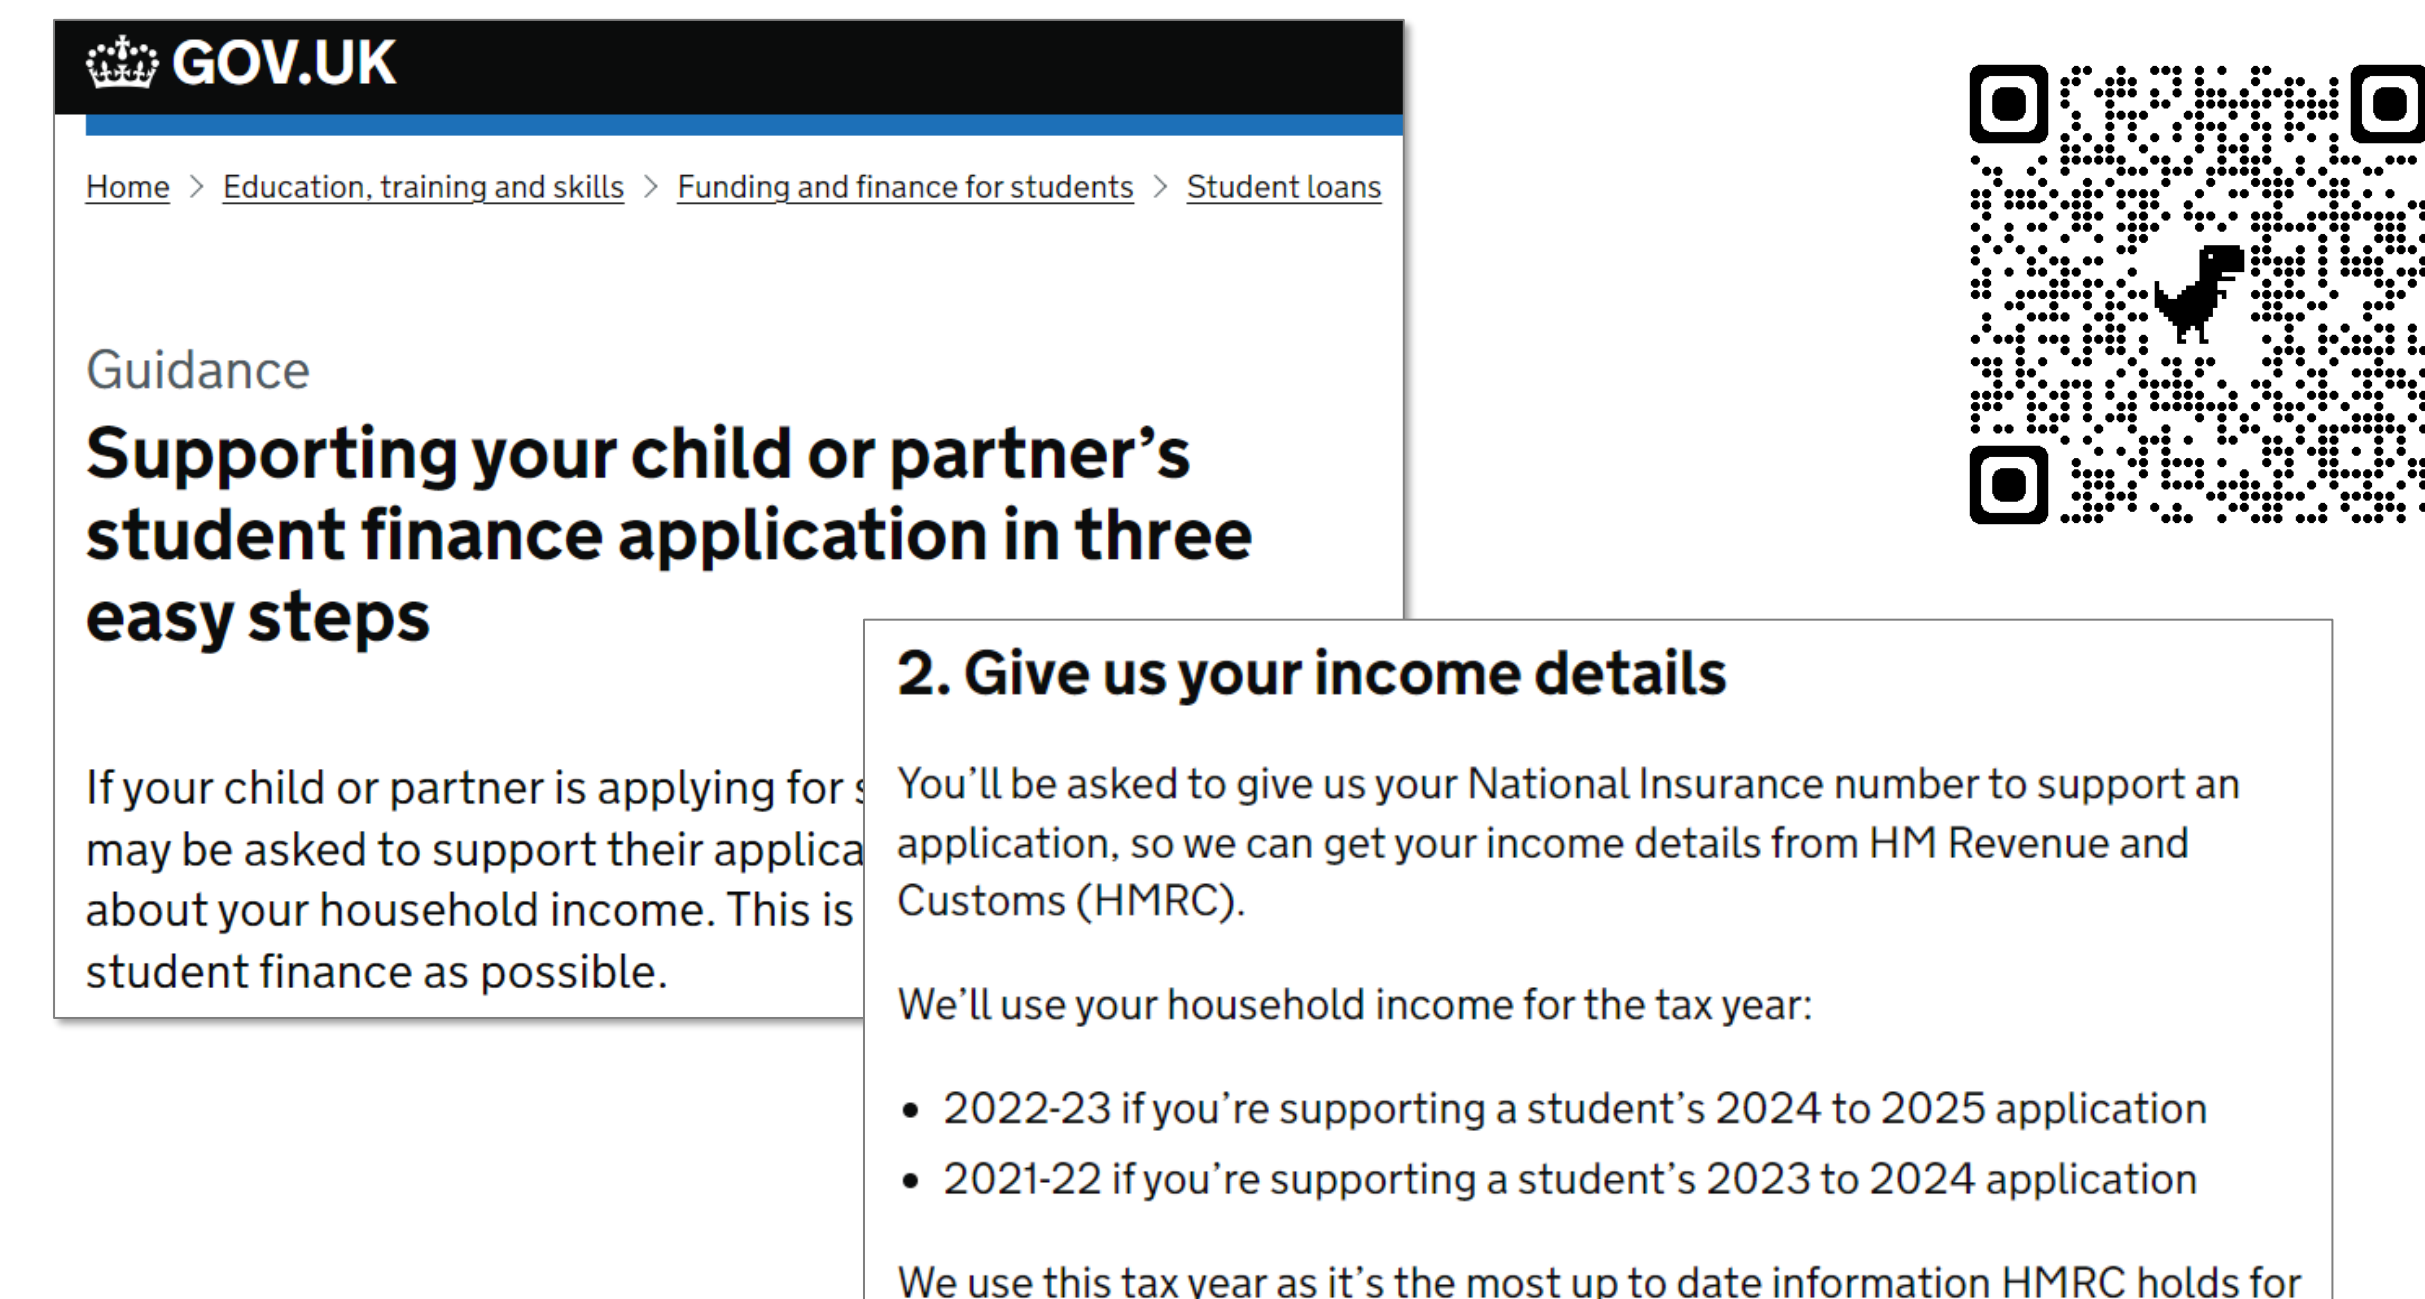 GOV.UK
Home > Education, training and skills > Funding and finance for students > Student loans
Guidance
Supporting your child or partner’s
student finance application in three
easy steps
If your child or partner is applying for
may be asked to support their
about your household income. This is
student finance as possible.
2. Give us your income details
You’ll be asked to give us your National Insurance number to support an
application, so we can get your income details from HM Revenue and
Customs (HMRC).
We’ll use your household income for the tax year:
• 2022-23 if you’re supporting a student’s 2024 to 2025 application
• 2021-22 if you’re supporting a student’s 2023 to 2024 application
We use this tax year as it’s the most up to date information HMRC holds for